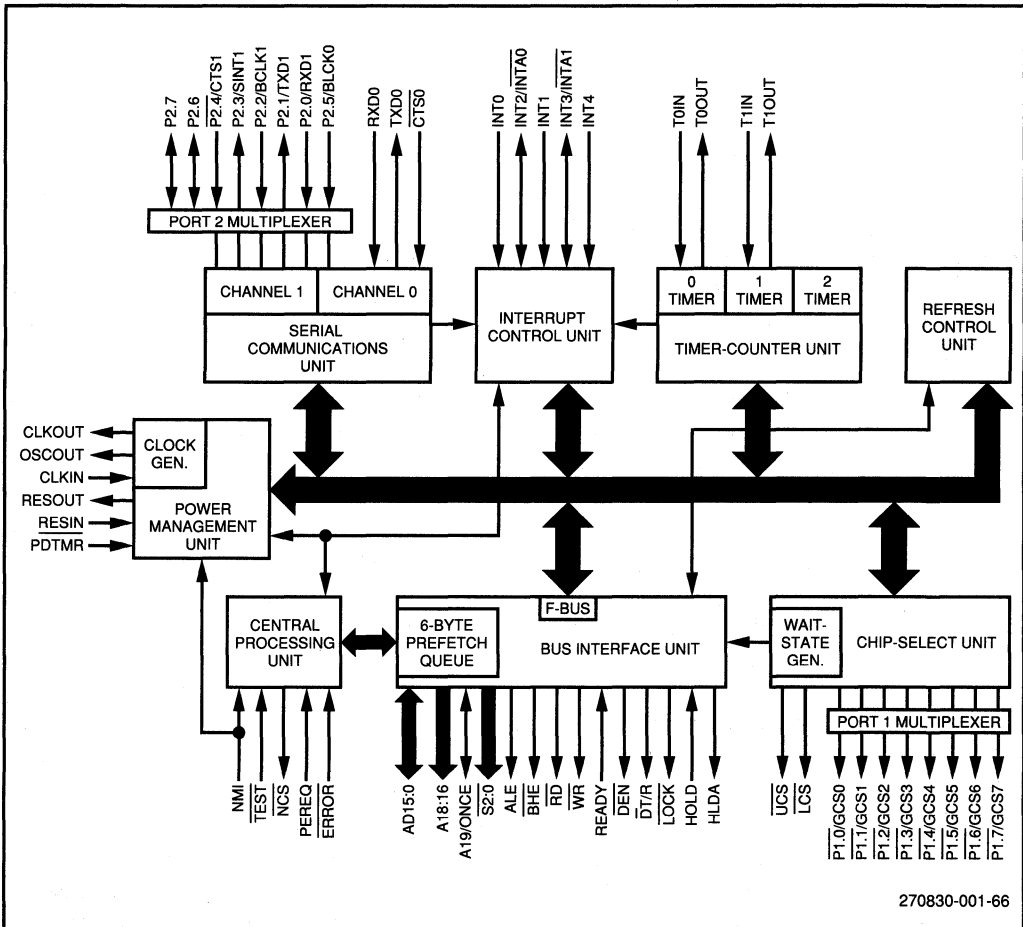 P2.7
P2.6
P2.4/CTS1
P2.3/SINT1
P2.2/BCLK1
P2.1/TXD1
P2.0/RXD1
P2.5/BLCK0
RXD0
TXD0
CTS0
INT0
INT2/INTA0
INT1
INT3/INTA1
INT4
T0IN
T0OUT
T1IN
T1OUT
PORT 2 MULTIPLEXER
CHANNEL 1
CHANNEL 0
SERIAL
COMMUNICATIONS
UNIT
INTERRUPT
CONTROL UNIT
0
TIMER
1
TIMER
2
TIMER
TIMER-COUNTER UNIT
REFRESH
CONTROL
UNIT
CLKOUT
OSCOUT
CLKIN
RESOUT
RESIN
PDTMR
CLOCK
GEN.
POWER
MANAGEMENT
UNIT
CENTRAL
PROCESSING
UNIT
6-BYTE
PREFETCH
QUEUE
F-BUS
BUS INTERFACE UNIT
WAIT-
STATE
GEN.
CHIP-SELECT UNIT
PORT 1 MULTIPLEXER
NMI
TEST
NCS
PEREQ
ERROR
AD15:0
A18:16
A19/ONCE
S2:0
ALE
BHE
RD
WR
READY
DEN
DT/R
LOCK
HOLD
HLDA
UCS
LCS
P1.0/GCS0
P1.1/GCS1
P1.2/GCS2
P1.3/GCS3
P1.4/GCS4
P1.5/GCS5
P1.6/GCS6
P1.7/GCS7
270830-001-66